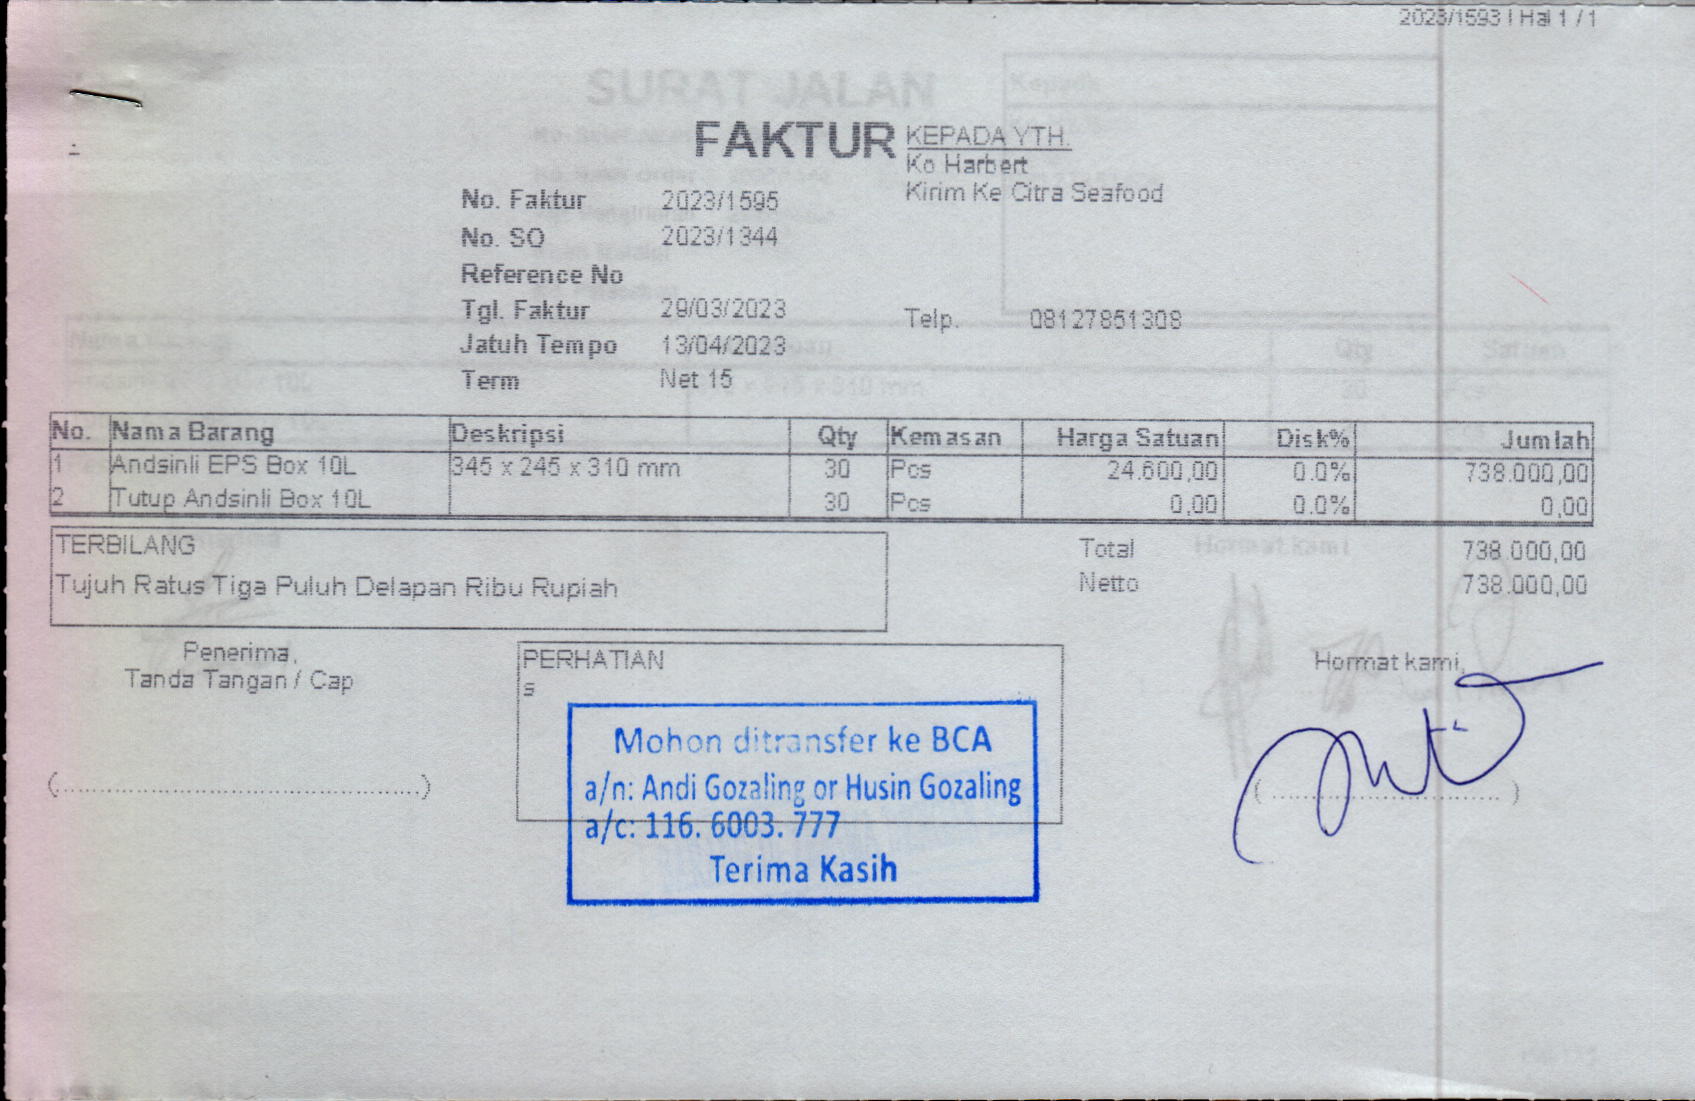 2023/1593 | Hal 1 / 1
SURAT JALAN
Kepada
FAKTUR
KEPADA YTH.
Ko Harbert
Kirim Ke Citra Seafood
No. Faktur 2023/1595
No. SO 2023/1344
Reference No
Tgl. Faktur 29/03/2023
Telp. 08127851308
Jatuh Tempo 13/04/2023
Term Net 15
No. Nama Barang Deskripsi Qty Kemasan Harga Satuan Disk% Jumlah
1 Andsinli EPS Box 10L 345 x 245 x 310 mm 30 Pcs 24.600,00 0.0% 738.000,00
2 Tutup Andsinli Box 10L 30 Pcs 0,00 0.0% 0,00
TERBILANG
Tujuh Ratus Tiga Puluh Delapan Ribu Rupiah
Total 738.000,00
Netto 738.000,00
Penerima,
Tanda Tangan / Cap
PERHATIAN
s
Hormat kami,
Mohon ditransfer ke BCA
a/n: Andi Gozaling or Husin Gozaling
a/c: 116. 6003. 777
Terima Kasih